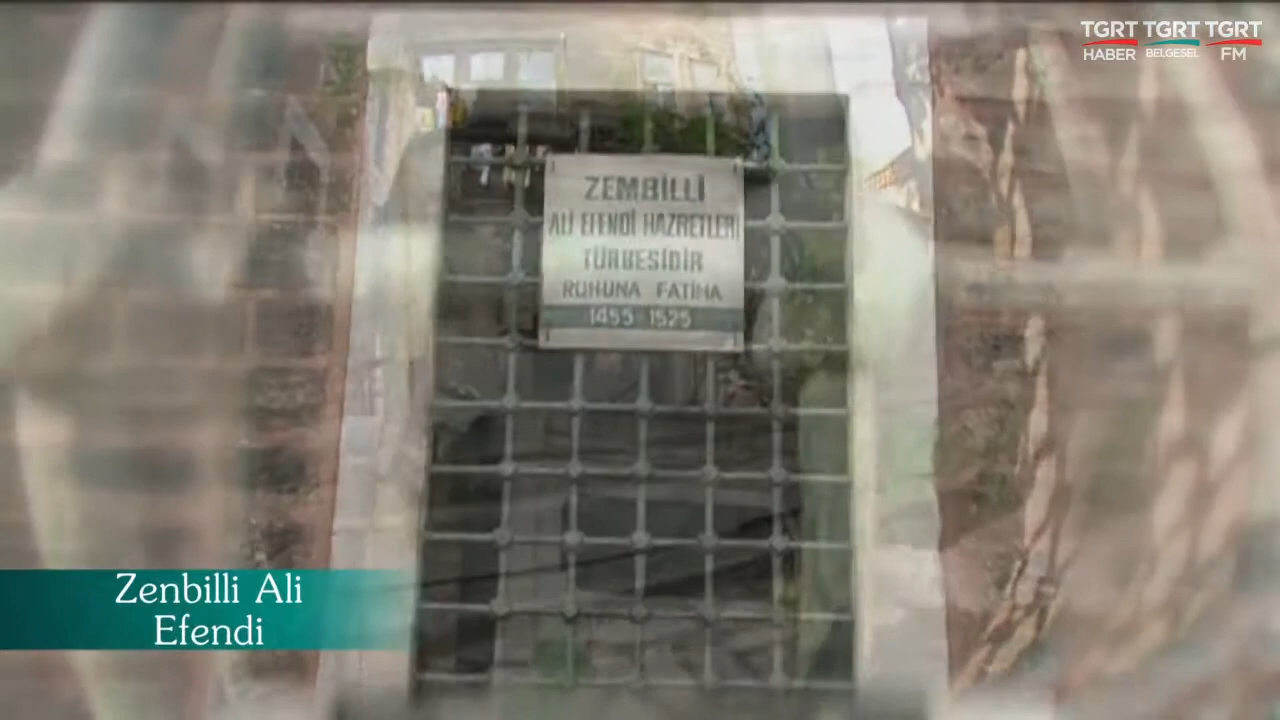 TGRT TGRT TGRT
HABER BELGESEL FM
ZEMBİLLİ
ALİ EFENDİ HAZRETLERİ
TÜRBESİDİR
RUHUNA FATİHA
1455 1525
Zenbilli Ali
Efendi